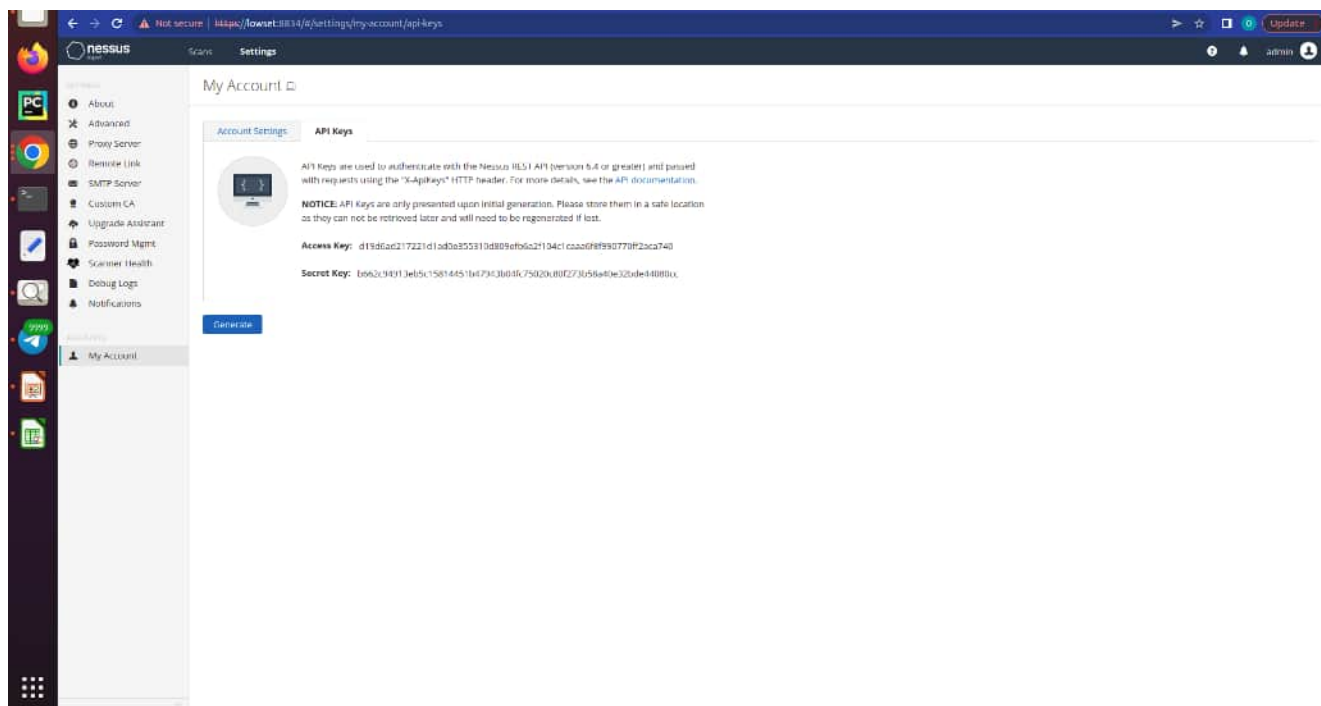 Not secure | https://lowset:8834/#/settings/my-account/api-keys
Update
nessus
Scans
Settings
admin
My Account
About
Advanced
Proxy Server
Remote Link
SMTP Server
Custom CA
Upgrade Assistant
Password Mgmt
Scanner Health
Debug Logs
Notifications
My Account
Account Settings
API Keys
API Keys are used to authenticate with the Nessus REST API (version 6.4 or greater) and passed
with requests using the "X-ApiKeys" HTTP header. For more details, see the API documentation.
NOTICE: API Keys are only presented upon initial generation. Please store them in a safe location
as they can not be retrieved later and will need to be regenerated if lost.
Access Key:
Secret Key:
Generate
PC
9999